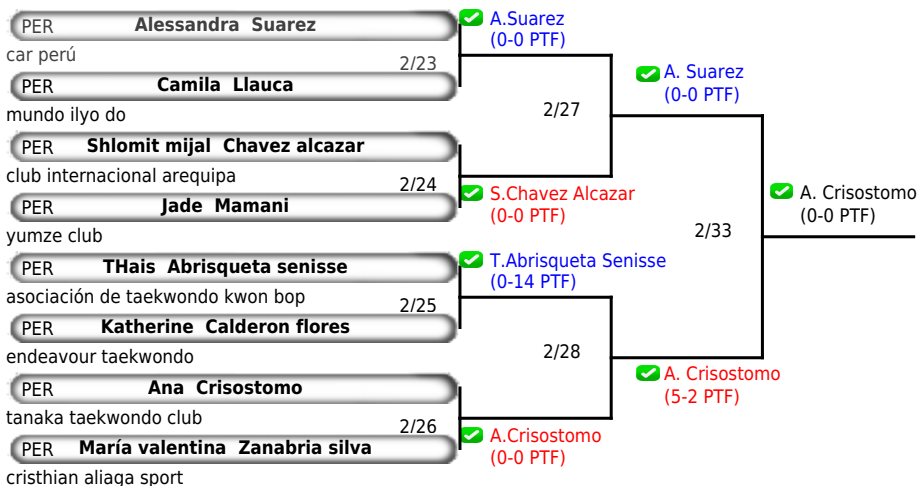 PER Alessandra Suarez
car perú
2/23
PER Camila Llauca
mundo ilyo do
PER Shlomit mijal Chavez alcazar
club internacional arequipa
2/24
PER Jade Mamani
yumze club
PER THais Abrisqueta senisse
asociación de taekwondo kwon bop
2/25
PER Katherine Calderon flores
endeavour taekwondo
PER Ana Crisostomo
tanaka taekwondo club
2/26
PER María valentina Zanabria silva
cristhian aliaga sport
A.Suarez
(0-0 PTF)
2/27
S.Chavez Alcazar
(0-0 PTF)
T.Abrisqueta Senisse
(0-14 PTF)
2/28
A.Crisostomo
(0-0 PTF)
A. Suarez
(0-0 PTF)
2/33
A. Crisostomo
(5-2 PTF)
A. Crisostomo
(0-0 PTF)